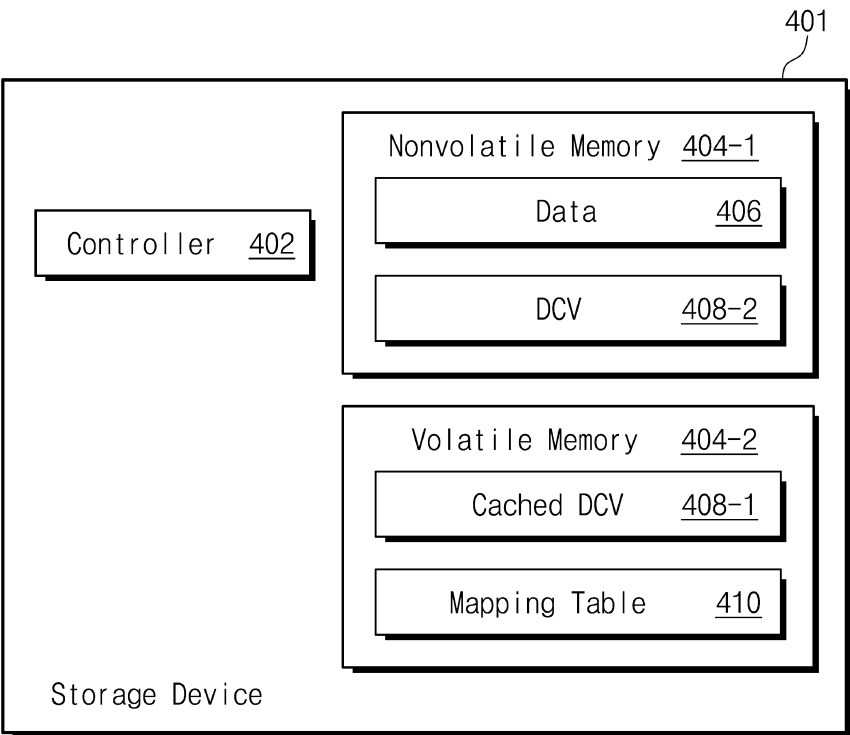 401
Nonvolatile Memory 404-1
Data 406
Controller 402
DCV 408-2
Volatile Memory 404-2
Cached DCV 408-1
Mapping Table 410
Storage Device